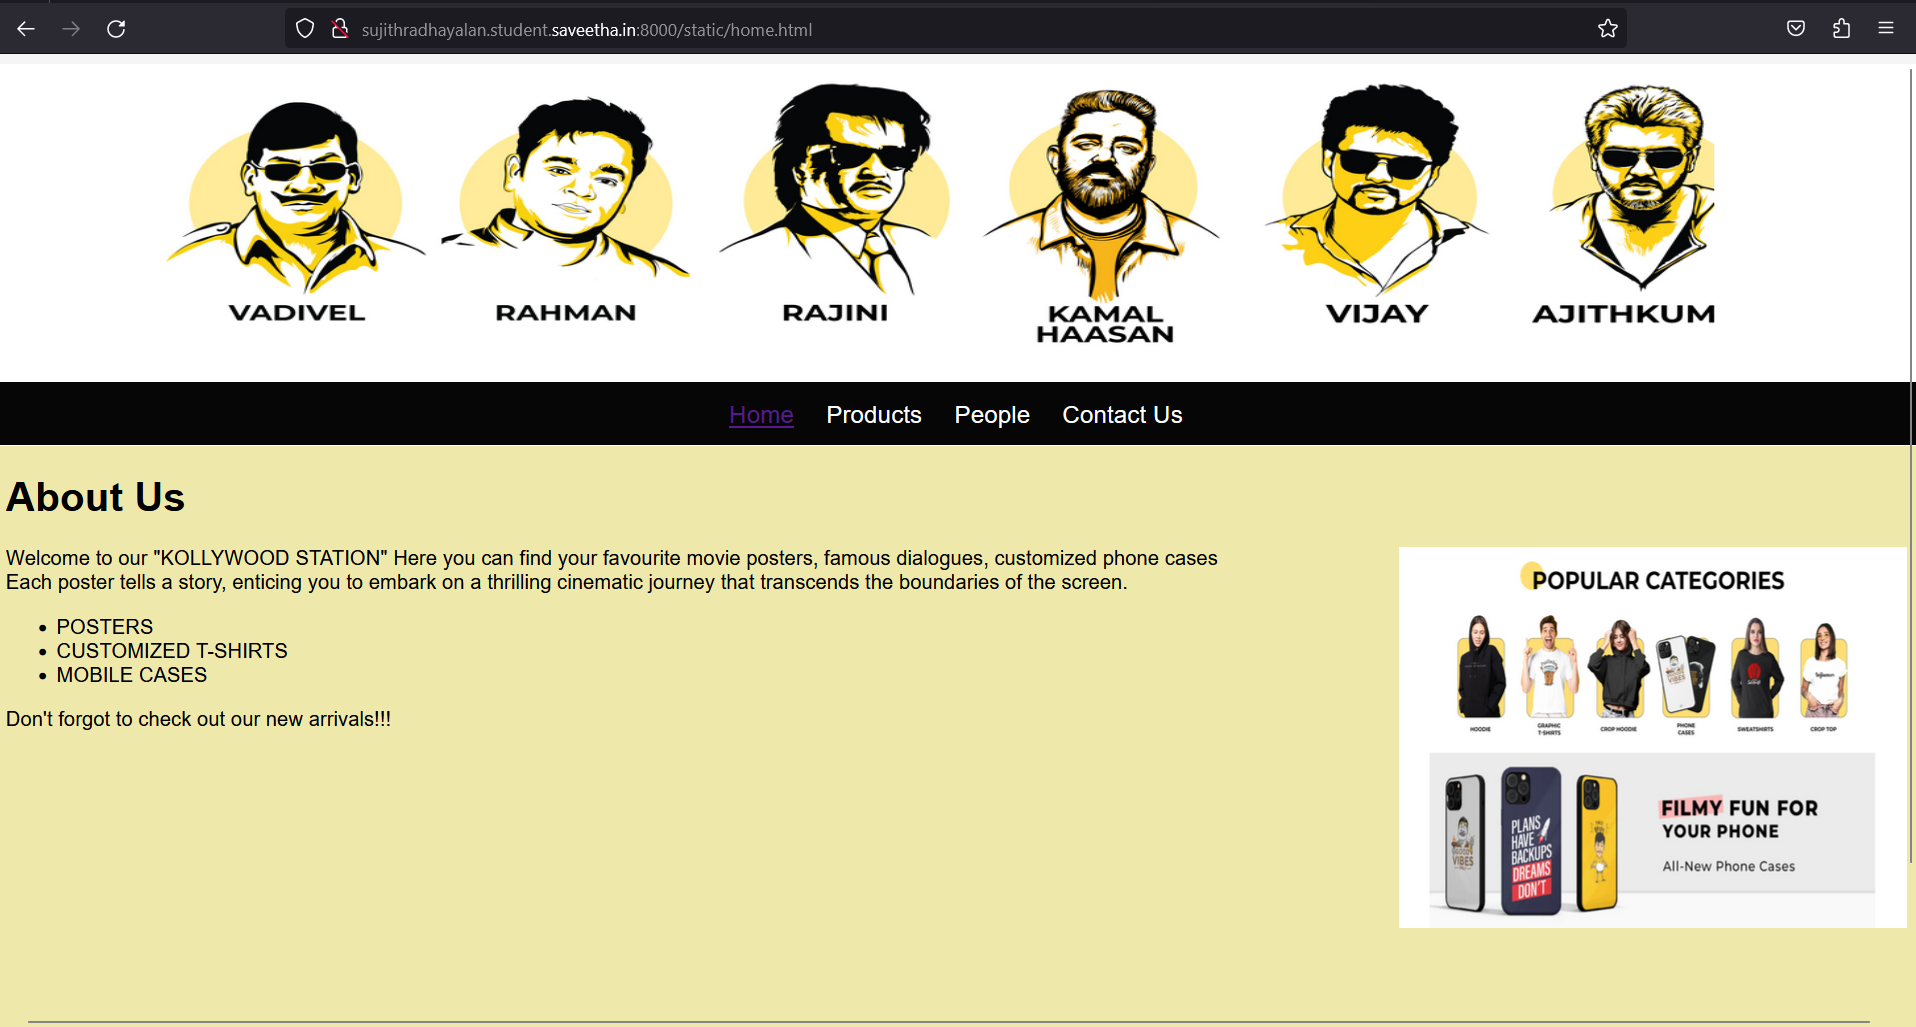 sujithradhayalan.student.saveetha.in:8000/static/home.html
VADIVEL
RAHMAN
RAJINI
KAMAL
HAASAN
VIJAY
AJITHKUM
Home
Products
People
Contact Us
About Us
Welcome to our "KOLLYWOOD STATION" Here you can find your favourite movie posters, famous dialogues, customized phone cases
Each poster tells a story, enticing you to embark on a thrilling cinematic journey that transcends the boundaries of the screen.
• POSTERS
• CUSTOMIZED T-SHIRTS
• MOBILE CASES
Don't forgot to check out our new arrivals!!!
POPULAR CATEGORIES
HOODIE
GRAPHIC
T-SHIRTS
CROP HOODIE
PHONE
CASES
SWEATSHIRTS
CROP TOP
GOOD
VIBES
PLANS
HAVE
BACKUPS
DREAMS
DON'T
FILMY FUN FOR
YOUR PHONE
All-New Phone Cases